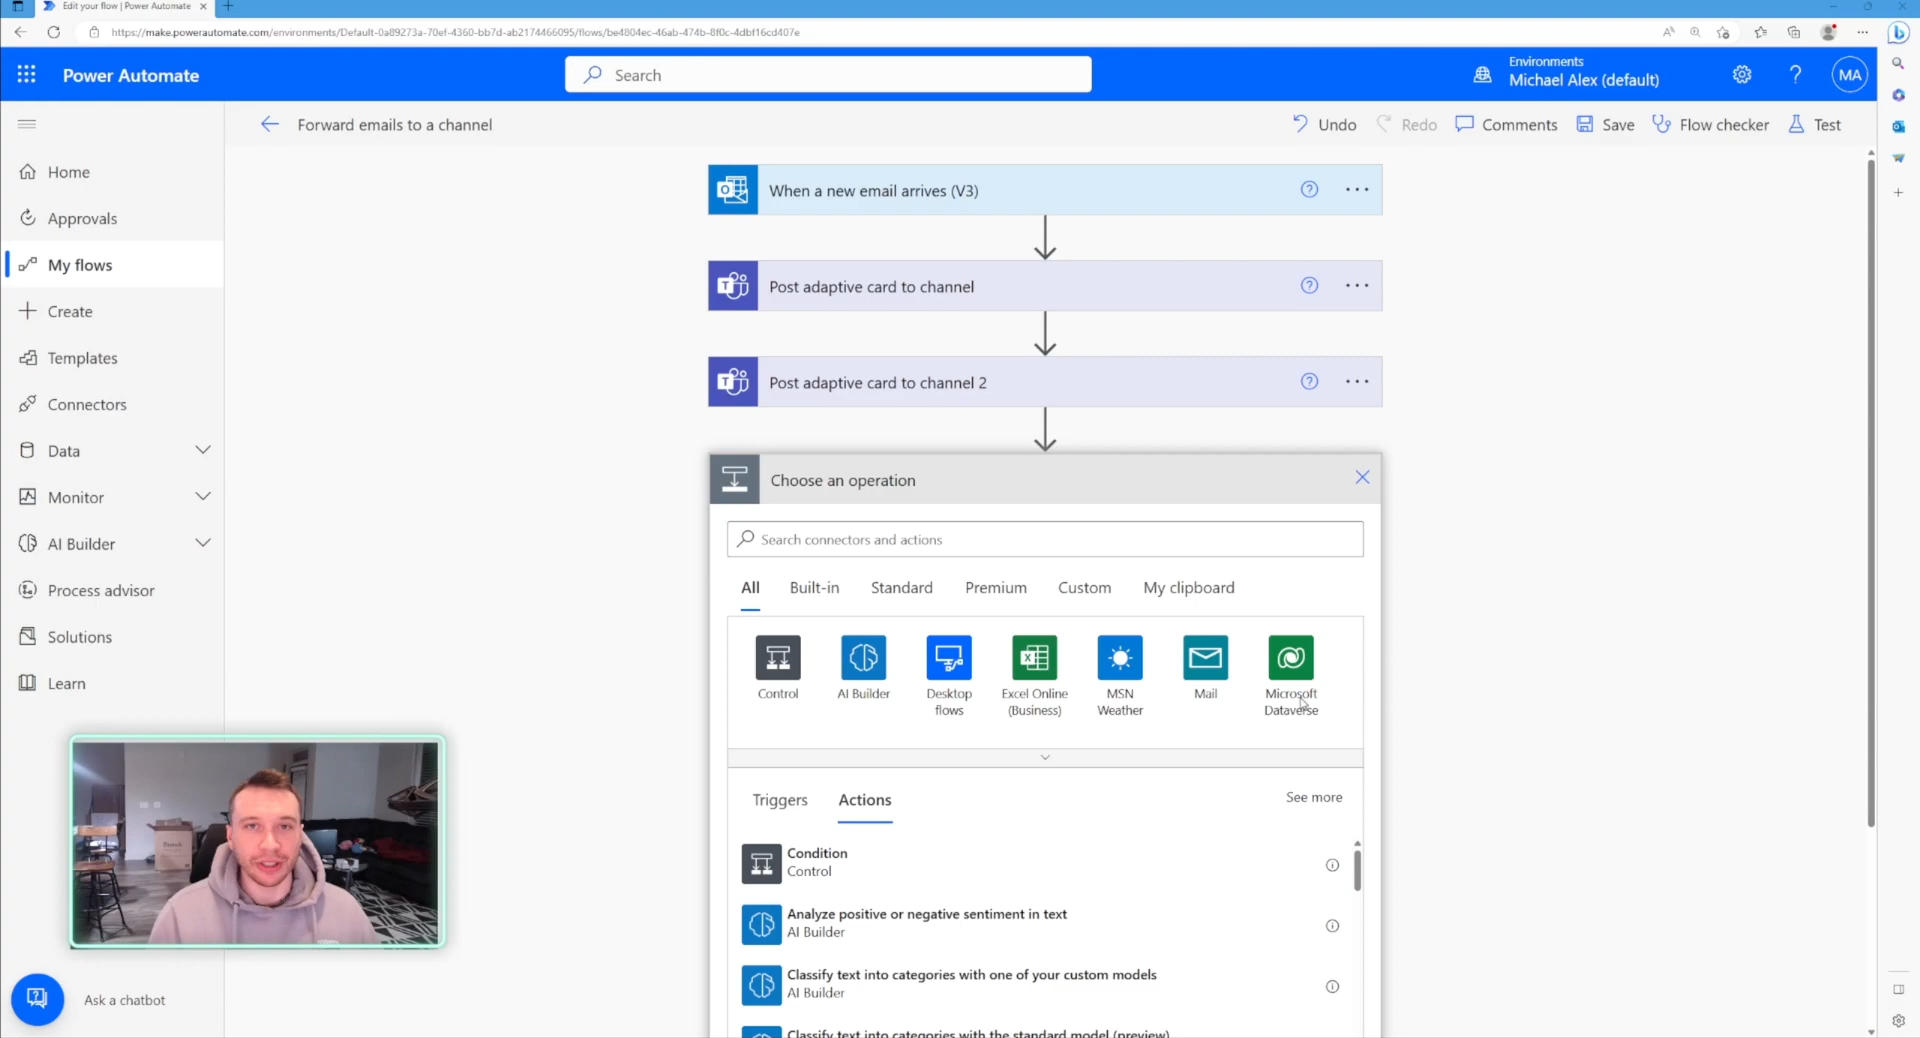 Edit your flow | Power Automate
https://make.powerautomate.com/environments/Default-0a89273a-70ef-4360-bb7d-ab2174466095/flows/be4804ec-46ab-474b-8f0c-4dbf16cd407e
Power Automate
Search
Environments
Michael Alex (default)
MA
Forward emails to a channel
Undo
Redo
Comments
Save
Flow checker
Test
Home
Approvals
My flows
Create
Templates
Connectors
Data
Monitor
AI Builder
Process advisor
Solutions
Learn
Ask a chatbot
When a new email arrives (V3)
Post adaptive card to channel
Post adaptive card to channel 2
Choose an operation
Search connectors and actions
All
Built-in
Standard
Premium
Custom
My clipboard
Control
AI Builder
Desktop
flows
Excel Online
(Business)
MSN
Weather
Mail
Microsoft
Dataverse
Triggers
Actions
See more
Condition
Control
Analyze positive or negative sentiment in text
AI Builder
Classify text into categories with one of your custom models
AI Builder
Classify text into categories with the standard model (preview)